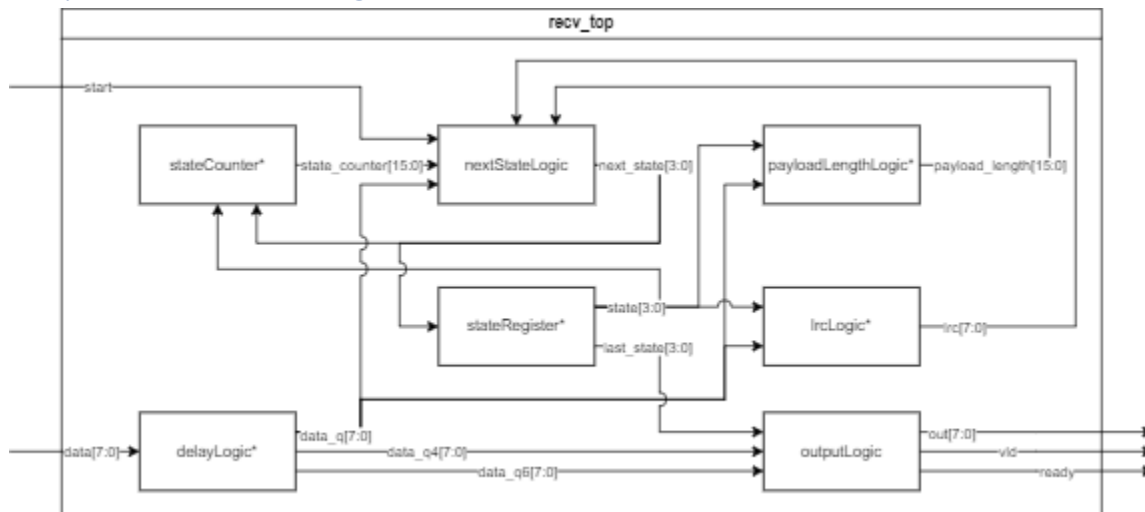 recv_top
start
stateCounter*
state_counter[15:0]
nextStateLogic
next_state[3:0]
payloadLengthLogic*
payload_length[15:0]
stateRegister*
state[3:0]
last_state[3:0]
lrcLogic*
lrc[7:0]
data[7:0]
delayLogic*
data_q[7:0]
data_q4[7:0]
data_q6[7:0]
outputLogic
out[7:0]
vld
ready